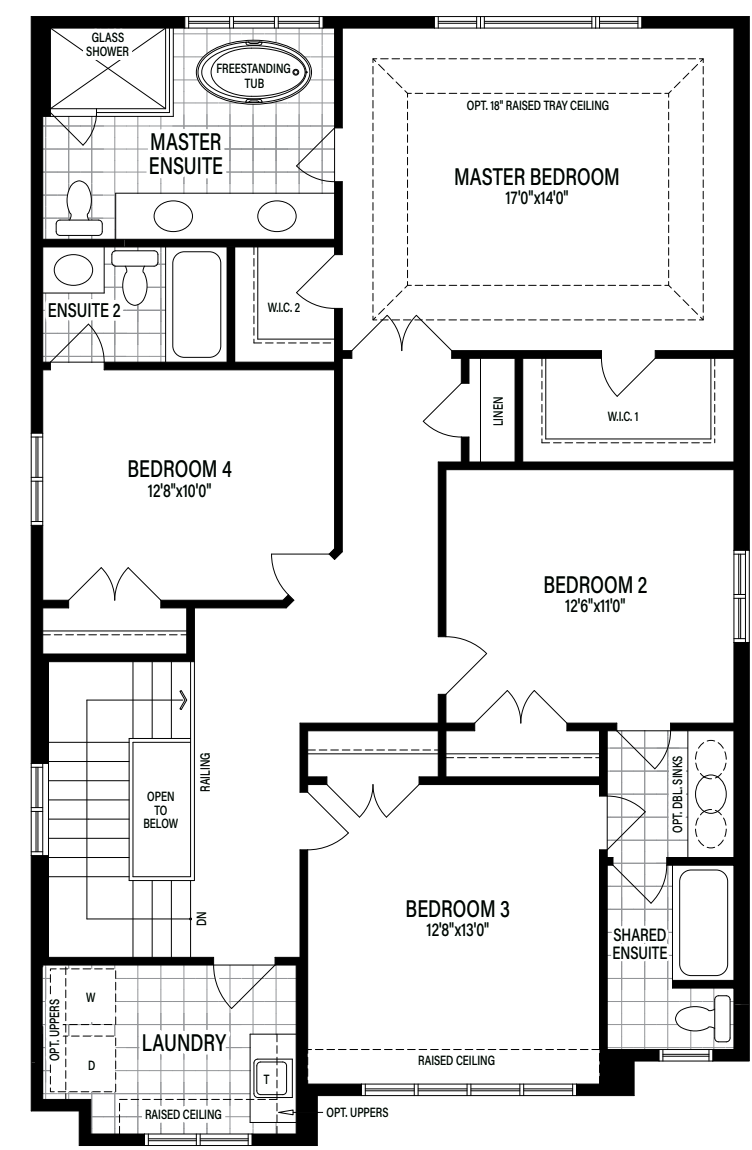 GLASS
SHOWER
FREESTANDING
TUB
MASTER
ENSUITE
OPT. 18" RAISED TRAY CEILING
MASTER BEDROOM
17'0"x14'0"
ENSUITE 2
W.I.C. 2
LINEN
W.I.C. 1
BEDROOM 4
12'8"x10'0"
BEDROOM 2
12'6"x11'0"
RAILING
OPEN
TO
BELOW
DN
OPT. DBL. SINKS
BEDROOM 3
12'8"x13'0"
SHARED
ENSUITE
OPT. UPPERS
W
D
LAUNDRY
T
RAISED CEILING
RAISED CEILING
OPT. UPPERS